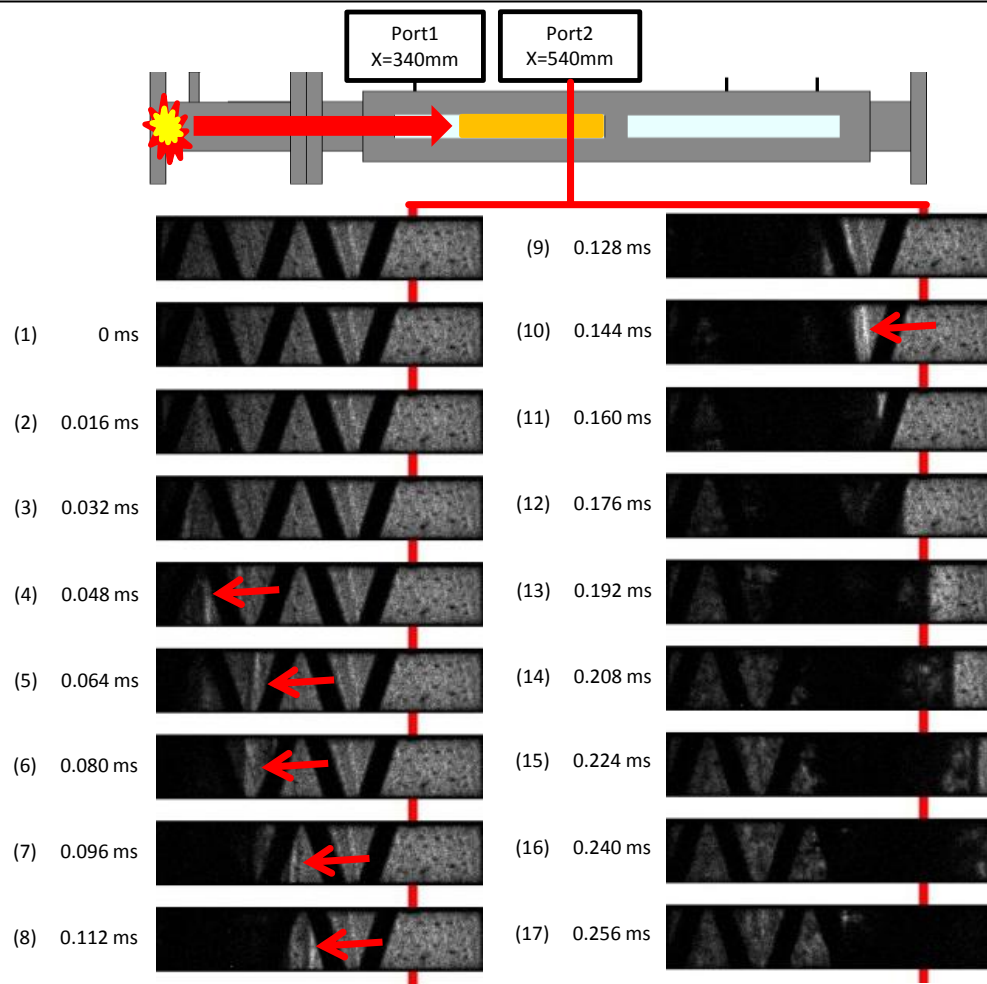 Port1
X=340mm
Port2
X=540mm
(1) 0 ms
(2) 0.016 ms
(3) 0.032 ms
(4) 0.048 ms
(5) 0.064 ms
(6) 0.080 ms
(7) 0.096 ms
(8) 0.112 ms
(9) 0.128 ms
(10) 0.144 ms
(11) 0.160 ms
(12) 0.176 ms
(13) 0.192 ms
(14) 0.208 ms
(15) 0.224 ms
(16) 0.240 ms
(17) 0.256 ms